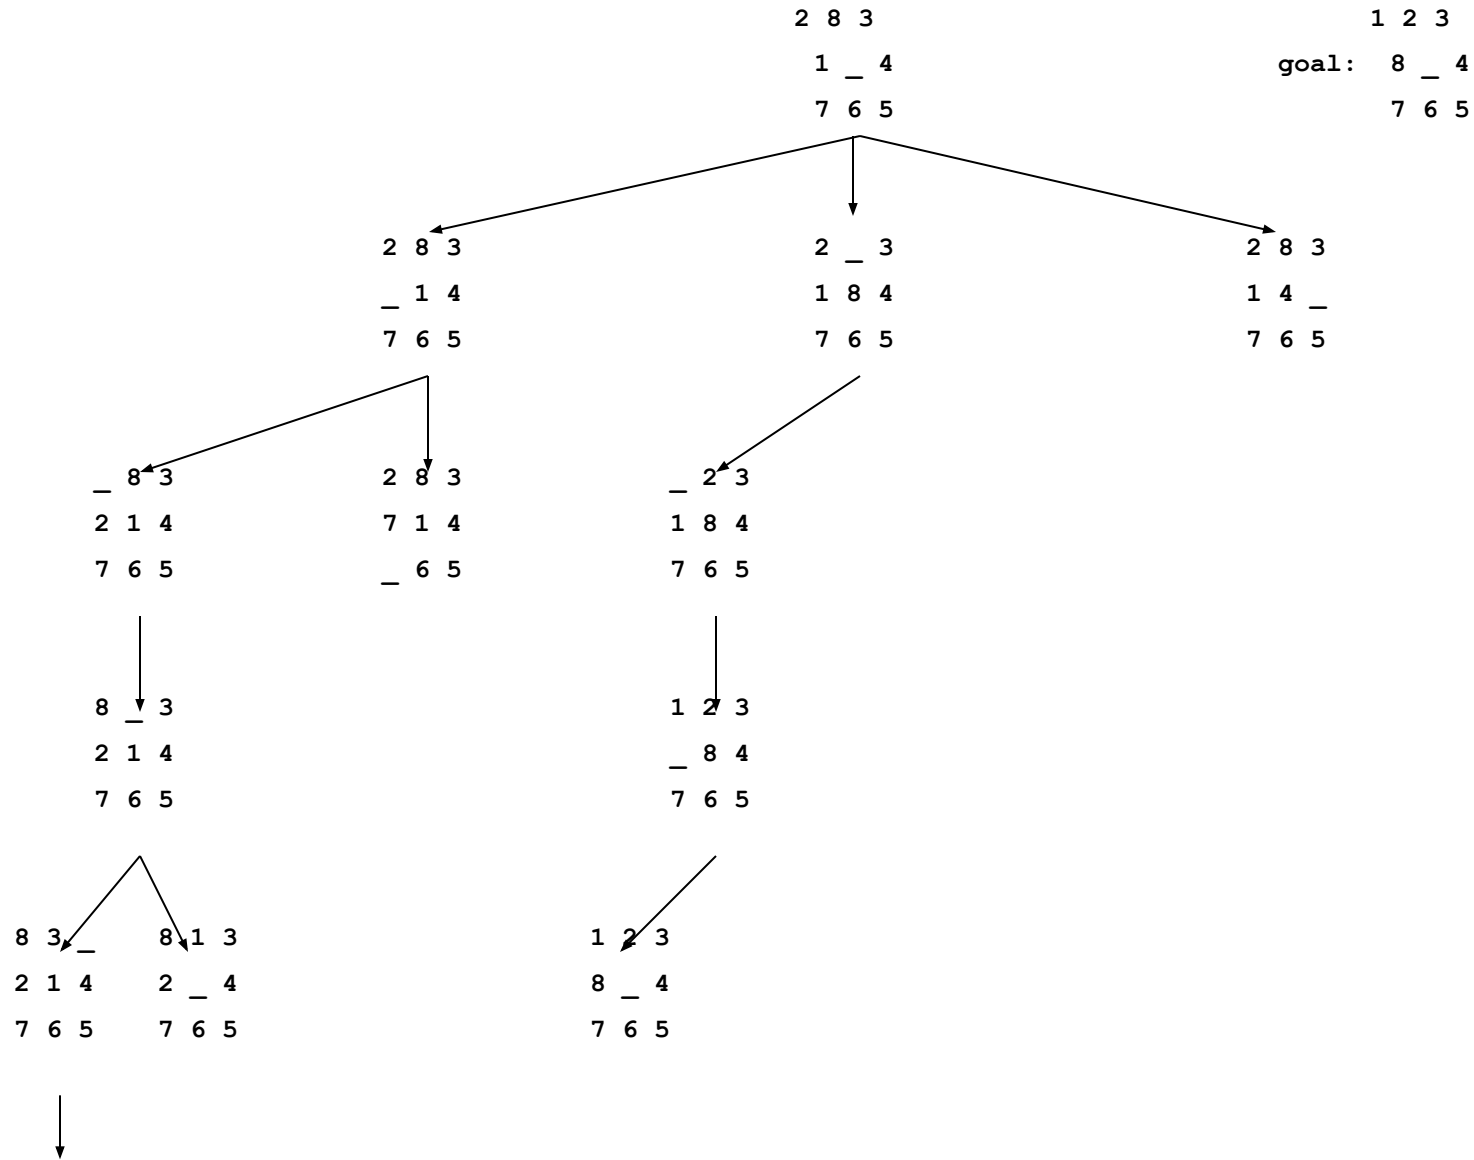 2 8 3 1 2 3
1 _ 4 goal: 8 _ 4
7 6 5 7 6 5
2 8 3 2 _ 3 2 8 3
_ 1 4 1 8 4 1 4 _
7 6 5 7 6 5 7 6 5
_ 8 3 2 8 3 _ 2 3
2 1 4 7 1 4 1 8 4
7 6 5 _ 6 5 7 6 5
8 _ 3 1 2 3
2 1 4 _ 8 4
7 6 5 7 6 5
8 3 _ 8 1 3 1 2 3
2 1 4 2 _ 4 8 _ 4
7 6 5 7 6 5 7 6 5